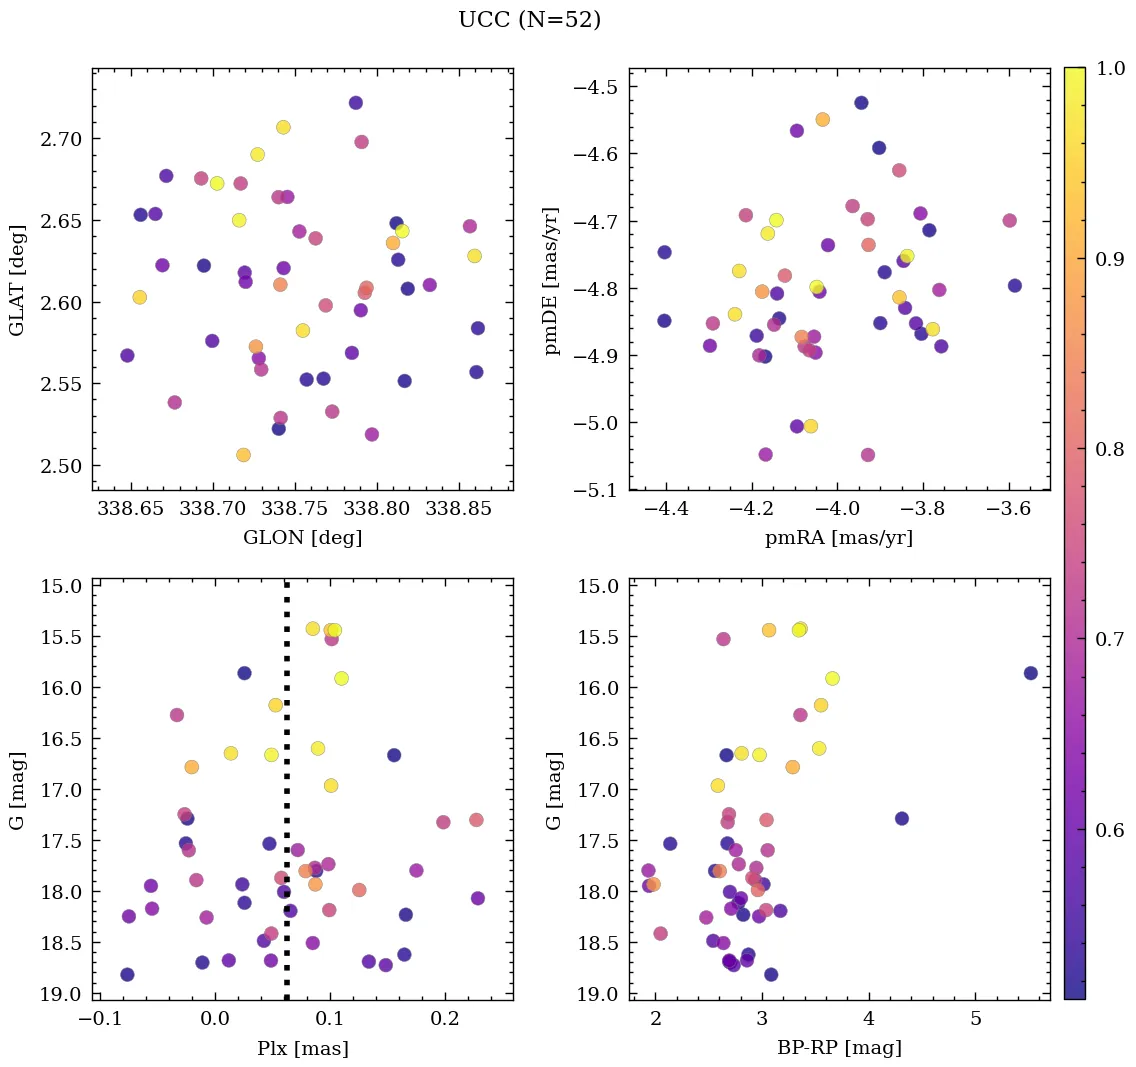 UCC (N=52)
2.70
2.65
2.60
2.55
2.50
GLAT [deg]
338.65 338.70 338.75 338.80 338.85
GLON [deg]
−4.5
−4.6
−4.7
−4.8
−4.9
−5.0
−5.1
pmDE [mas/yr]
−4.4 −4.2 −4.0 −3.8 −3.6
pmRA [mas/yr]
1.0
0.9
0.8
0.7
0.6
15.0
15.5
16.0
16.5
17.0
17.5
18.0
18.5
19.0
G [mag]
−0.1 0.0 0.1 0.2
Plx [mas]
15.0
15.5
16.0
16.5
17.0
17.5
18.0
18.5
19.0
G [mag]
2 3 4 5
BP-RP [mag]